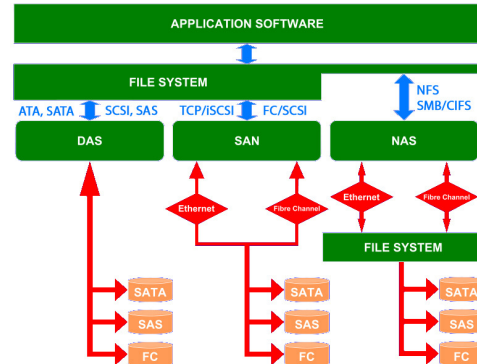 APPLICATION SOFTWARE
FILE SYSTEM
ATA, SATA SCSI, SAS TCP/iSCSI FC/SCSI
NFS
SMB/CIFS
DAS SAN NAS
Ethernet Fibre Channel Ethernet Fibre Channel
FILE SYSTEM
SATA SATA SATA
SAS SAS SAS
FC FC FC